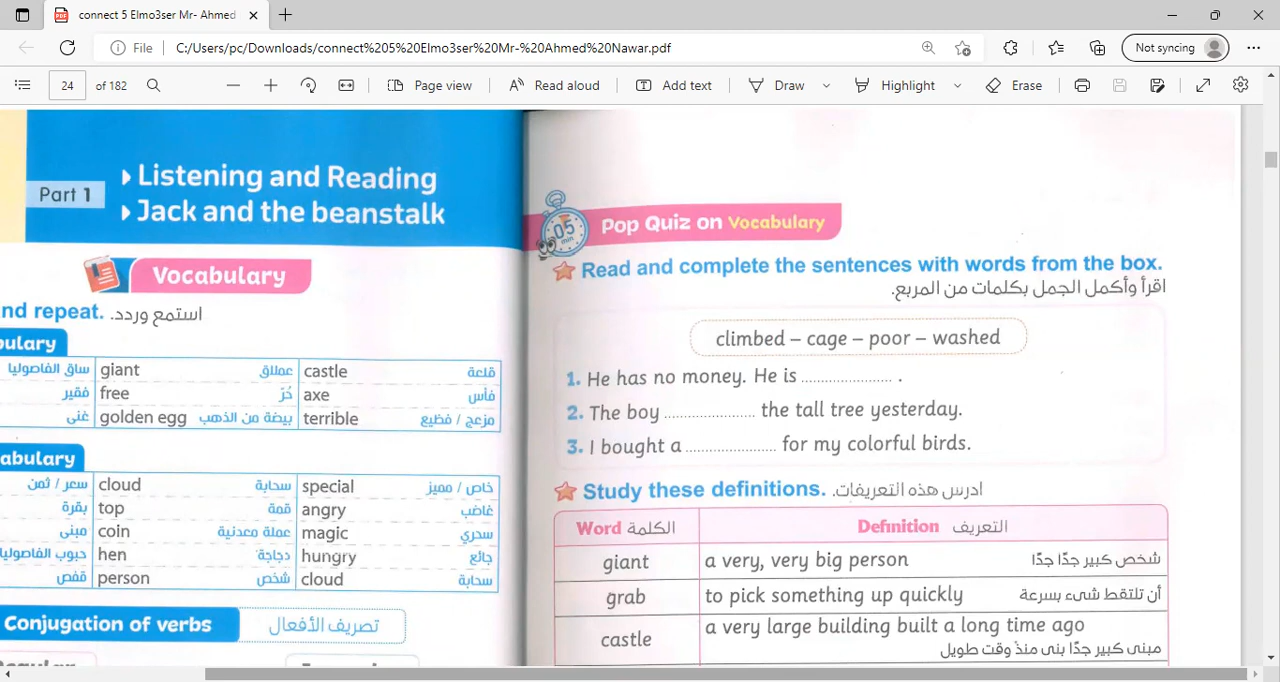 connect 5 Elmo3ser Mr- Ahmed
File
C:/Users/pc/Downloads/connect%205%20Elmo3ser%20Mr-%20Ahmed%20Nawar.pdf
Not syncing
24 of 182
Page view
Read aloud
Add text
Draw
Highlight
Erase
Part 1
Listening and Reading
Jack and the beanstalk
Vocabulary
nd repeat. استمع وردد.
bulary
ساق الفاصوليا giant عملاق castle قلعة
فقير free حُرّ axe فأس
غنى golden egg بيضة من الذهب terrible مزعج / فظيع
abulary
سعر / ثمن cloud سحابة special خاص / مميز
بقرة top قمة angry غاضب
مبنى coin عملة معدنية magic سحري
حبوب الفاصوليا hen دجاجة hungry جائع
قفص person شخص cloud سحابة
Conjugation of verbs تصريف الأفعال
05 min
Pop Quiz on Vocabulary
Read and complete the sentences with words from the box.
اقرأ وأكمل الجمل بكلمات من المربع.
climbed – cage – poor – washed
1. He has no money. He is ...................... .
2. The boy ...................... the tall tree yesterday.
3. I bought a ...................... for my colorful birds.
Study these definitions. ادرس هذه التعريفات.
Word الكلمة Definition التعريف
giant a very, very big person شخص كبير جدًا جدًا
grab to pick something up quickly أن تلتقط شىء بسرعة
castle a very large building built a long time ago
مبنى كبير جدًا بنى منذ وقت طويل